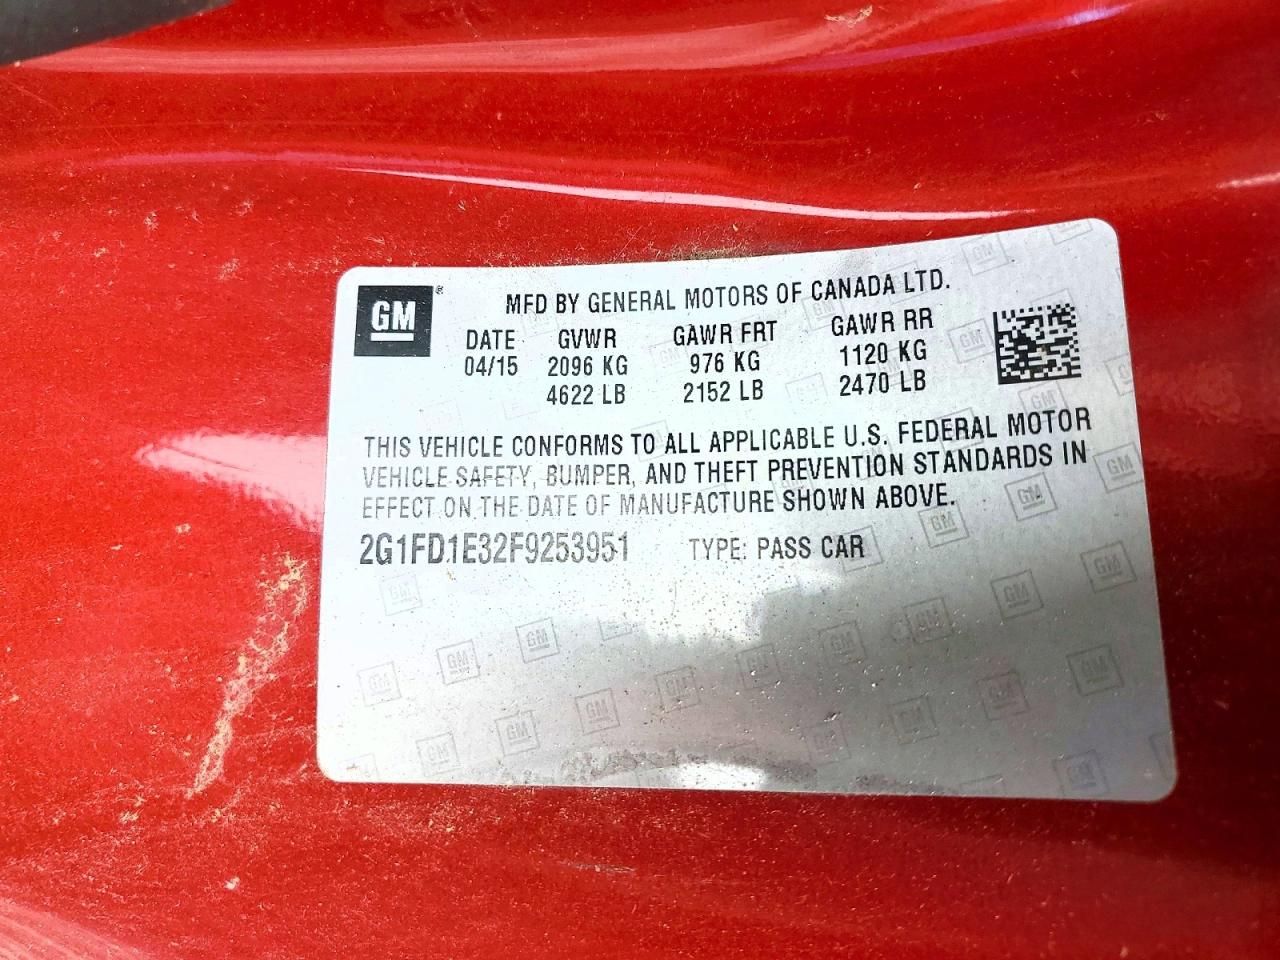 GM®
MFD BY GENERAL MOTORS OF CANADA LTD.
DATE GVWR GAWR FRT GAWR RR
04/15 2096 KG 976 KG 1120 KG
4622 LB 2152 LB 2470 LB
THIS VEHICLE CONFORMS TO ALL APPLICABLE U.S. FEDERAL MOTOR
VEHICLE SAFETY, BUMPER, AND THEFT PREVENTION STANDARDS IN
EFFECT ON THE DATE OF MANUFACTURE SHOWN ABOVE.
2G1FD1E32F9253951 TYPE: PASS CAR